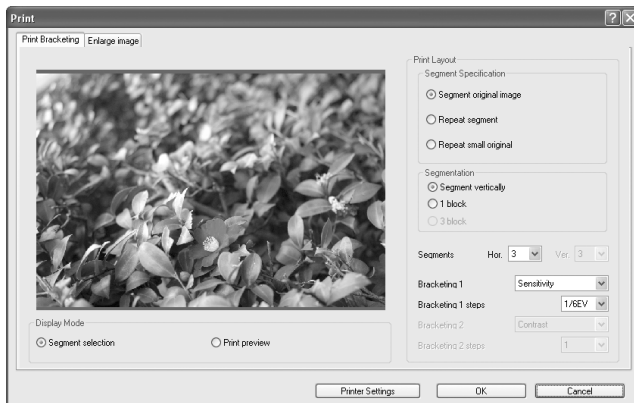 Print
Print Bracketing Enlarge image
Print Layout
Segment Specification
Segment original image
Repeat segment
Repeat small original
Segmentation
Segment vertically
1 block
3 block
Segments Hor. 3 Ver. 3
Bracketing 1 Sensitivity
Bracketing 1 steps 1/6EV
Bracketing 2 Contrast
Bracketing 2 steps 1
Display Mode
Segment selection Print preview
Printer Settings OK Cancel